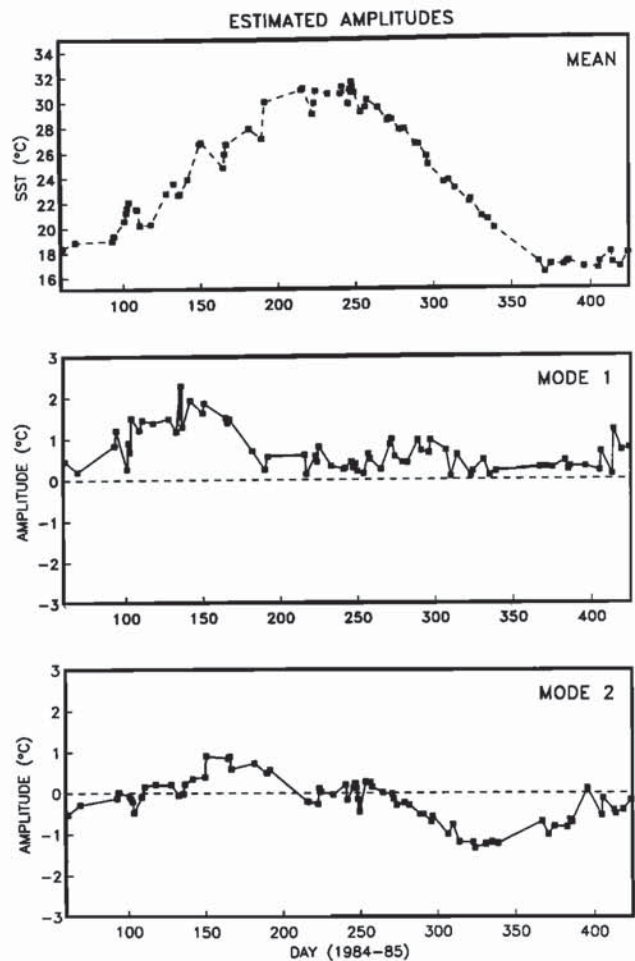 ESTIMATED AMPLITUDES
MEAN
SST (°C)
34
32
30
28
26
24
22
20
18
16
100 150 200 250 300 350 400
MODE 1
AMPLITUDE (°C)
3
2
1
0
-1
-2
-3
100 150 200 250 300 350 400
MODE 2
AMPLITUDE (°C)
3
2
1
0
-1
-2
-3
100 150 200 250 300 350 400
DAY (1984-85)